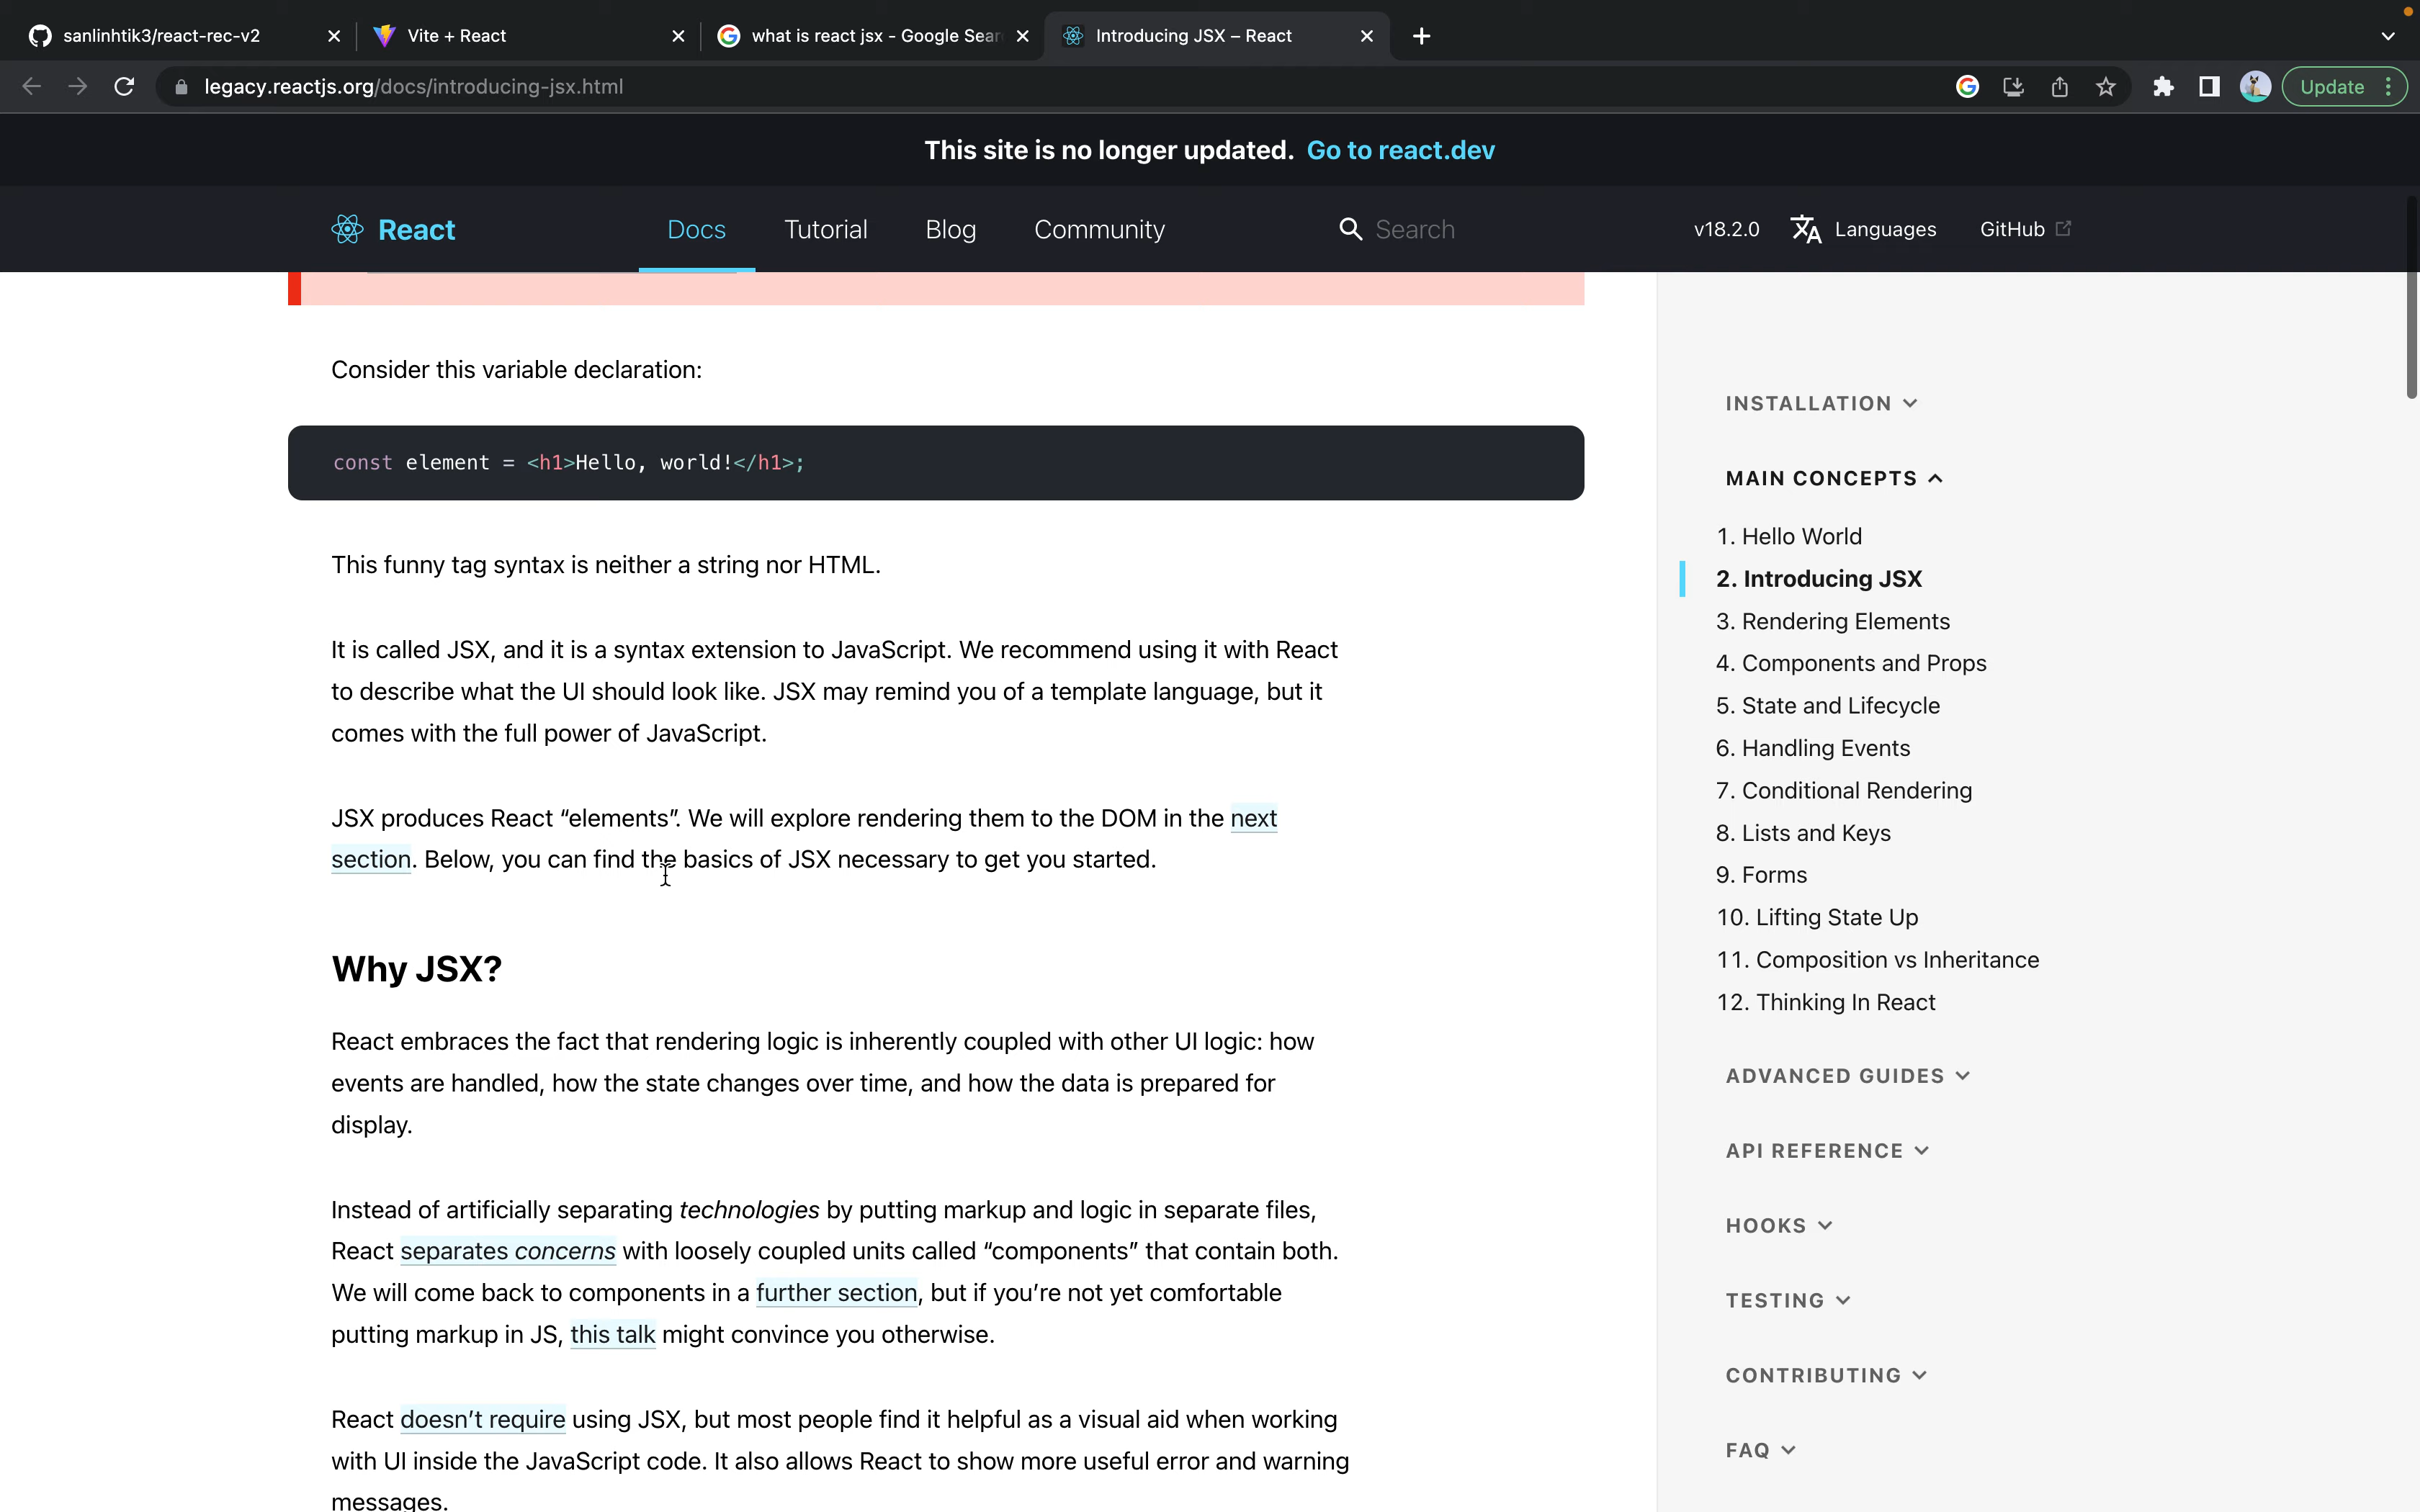 sanlinhtik3/react-rec-v2
Vite + React
what is react jsx - Google Sear
Introducing JSX – React
legacy.reactjs.org/docs/introducing-jsx.html
Update
This site is no longer updated. Go to react.dev
React
Docs
Tutorial
Blog
Community
Search
v18.2.0
Languages
GitHub
Consider this variable declaration:
const element = <h1>Hello, world!</h1>;
This funny tag syntax is neither a string nor HTML.
It is called JSX, and it is a syntax extension to JavaScript. We recommend using it with React
to describe what the UI should look like. JSX may remind you of a template language, but it
comes with the full power of JavaScript.
JSX produces React “elements”. We will explore rendering them to the DOM in the next
section. Below, you can find the basics of JSX necessary to get you started.
Why JSX?
React embraces the fact that rendering logic is inherently coupled with other UI logic: how
events are handled, how the state changes over time, and how the data is prepared for
display.
Instead of artificially separating technologies by putting markup and logic in separate files,
React separates concerns with loosely coupled units called “components” that contain both.
We will come back to components in a further section, but if you’re not yet comfortable
putting markup in JS, this talk might convince you otherwise.
React doesn’t require using JSX, but most people find it helpful as a visual aid when working
with UI inside the JavaScript code. It also allows React to show more useful error and warning
messages.
INSTALLATION
MAIN CONCEPTS
1. Hello World
2. Introducing JSX
3. Rendering Elements
4. Components and Props
5. State and Lifecycle
6. Handling Events
7. Conditional Rendering
8. Lists and Keys
9. Forms
10. Lifting State Up
11. Composition vs Inheritance
12. Thinking In React
ADVANCED GUIDES
API REFERENCE
HOOKS
TESTING
CONTRIBUTING
FAQ